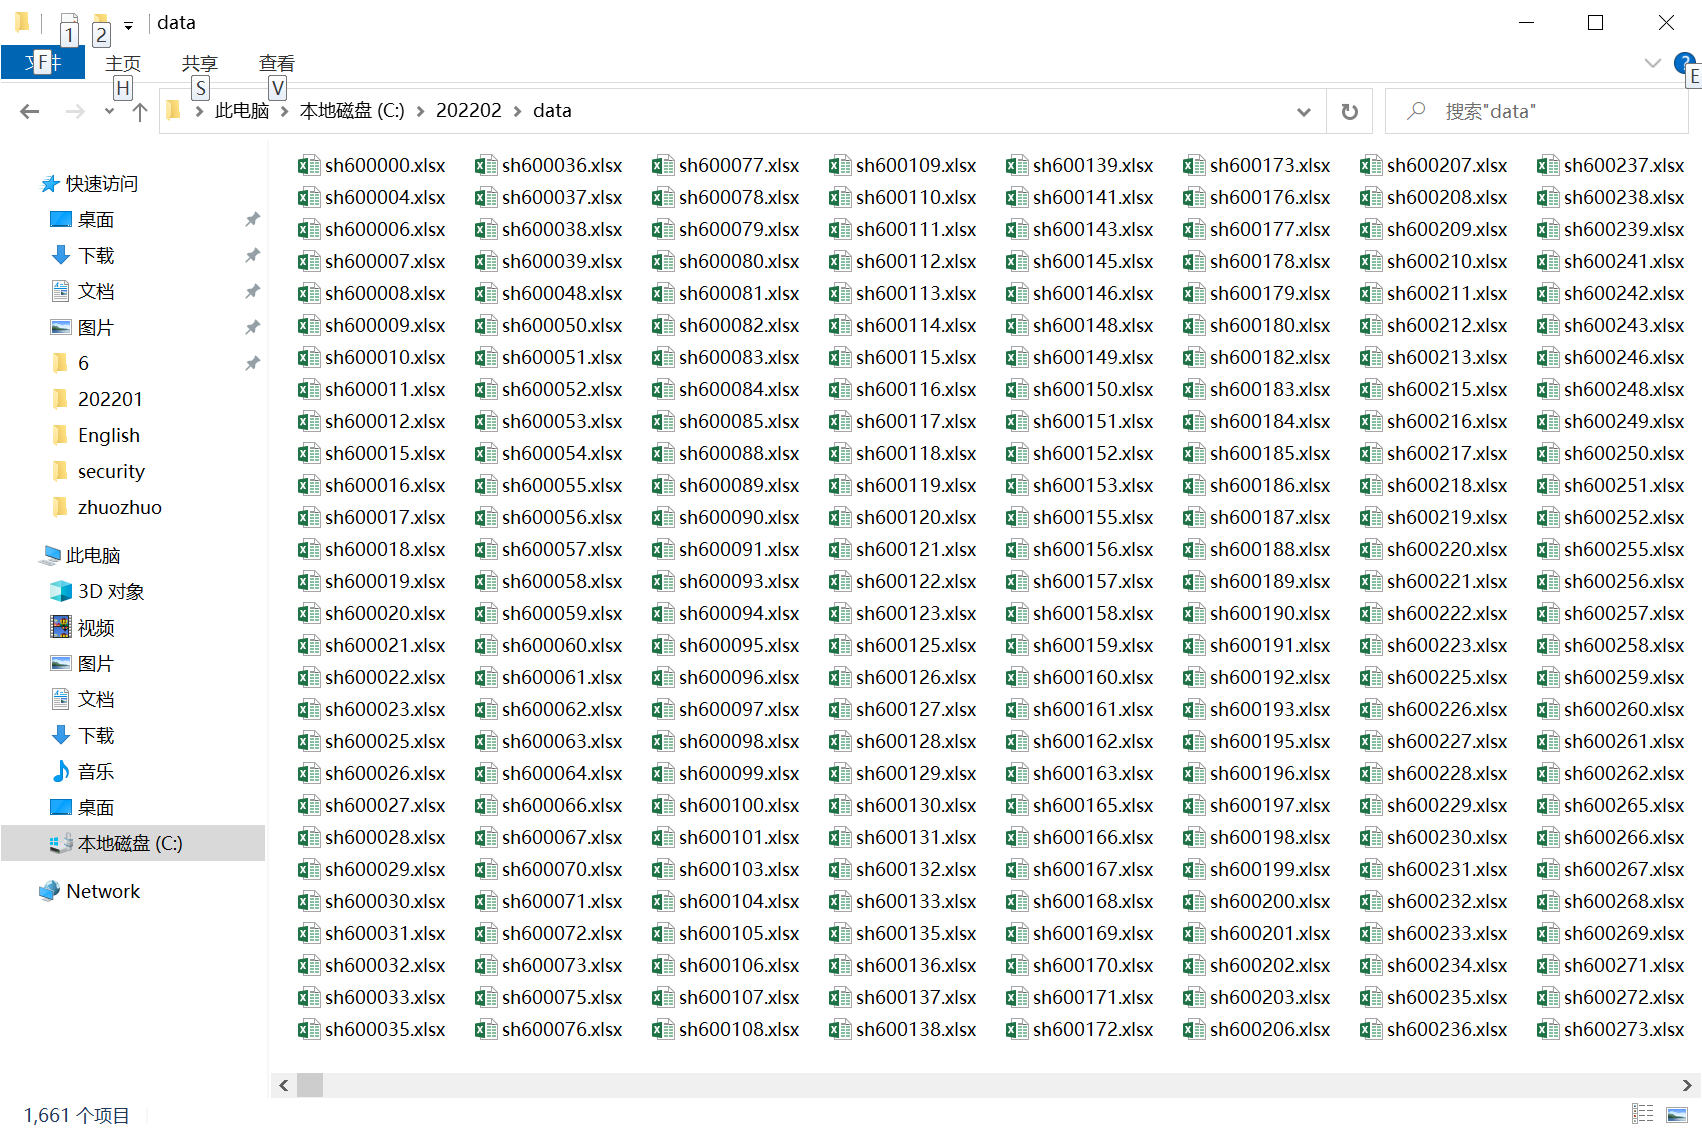 1 2 data
文件 F 主页 共享 查看 ?
H S V E
此电脑 本地磁盘 (C:) 202202 data 搜索"data"
快速访问
桌面
下载
文档
图片
6
202201
English
security
zhuozhuo
此电脑
3D 对象
视频
图片
文档
下载
音乐
桌面
本地磁盘 (C:)
Network
sh600000.xlsx sh600036.xlsx sh600077.xlsx sh600109.xlsx sh600139.xlsx sh600173.xlsx sh600207.xlsx sh600237.xlsx
sh600004.xlsx sh600037.xlsx sh600078.xlsx sh600110.xlsx sh600141.xlsx sh600176.xlsx sh600208.xlsx sh600238.xlsx
sh600006.xlsx sh600038.xlsx sh600079.xlsx sh600111.xlsx sh600143.xlsx sh600177.xlsx sh600209.xlsx sh600239.xlsx
sh600007.xlsx sh600039.xlsx sh600080.xlsx sh600112.xlsx sh600145.xlsx sh600178.xlsx sh600210.xlsx sh600241.xlsx
sh600008.xlsx sh600048.xlsx sh600081.xlsx sh600113.xlsx sh600146.xlsx sh600179.xlsx sh600211.xlsx sh600242.xlsx
sh600009.xlsx sh600050.xlsx sh600082.xlsx sh600114.xlsx sh600148.xlsx sh600180.xlsx sh600212.xlsx sh600243.xlsx
sh600010.xlsx sh600051.xlsx sh600083.xlsx sh600115.xlsx sh600149.xlsx sh600182.xlsx sh600213.xlsx sh600246.xlsx
sh600011.xlsx sh600052.xlsx sh600084.xlsx sh600116.xlsx sh600150.xlsx sh600183.xlsx sh600215.xlsx sh600248.xlsx
sh600012.xlsx sh600053.xlsx sh600085.xlsx sh600117.xlsx sh600151.xlsx sh600184.xlsx sh600216.xlsx sh600249.xlsx
sh600015.xlsx sh600054.xlsx sh600088.xlsx sh600118.xlsx sh600152.xlsx sh600185.xlsx sh600217.xlsx sh600250.xlsx
sh600016.xlsx sh600055.xlsx sh600089.xlsx sh600119.xlsx sh600153.xlsx sh600186.xlsx sh600218.xlsx sh600251.xlsx
sh600017.xlsx sh600056.xlsx sh600090.xlsx sh600120.xlsx sh600155.xlsx sh600187.xlsx sh600219.xlsx sh600252.xlsx
sh600018.xlsx sh600057.xlsx sh600091.xlsx sh600121.xlsx sh600156.xlsx sh600188.xlsx sh600220.xlsx sh600255.xlsx
sh600019.xlsx sh600058.xlsx sh600093.xlsx sh600122.xlsx sh600157.xlsx sh600189.xlsx sh600221.xlsx sh600256.xlsx
sh600020.xlsx sh600059.xlsx sh600094.xlsx sh600123.xlsx sh600158.xlsx sh600190.xlsx sh600222.xlsx sh600257.xlsx
sh600021.xlsx sh600060.xlsx sh600095.xlsx sh600125.xlsx sh600159.xlsx sh600191.xlsx sh600223.xlsx sh600258.xlsx
sh600022.xlsx sh600061.xlsx sh600096.xlsx sh600126.xlsx sh600160.xlsx sh600192.xlsx sh600225.xlsx sh600259.xlsx
sh600023.xlsx sh600062.xlsx sh600097.xlsx sh600127.xlsx sh600161.xlsx sh600193.xlsx sh600226.xlsx sh600260.xlsx
sh600025.xlsx sh600063.xlsx sh600098.xlsx sh600128.xlsx sh600162.xlsx sh600195.xlsx sh600227.xlsx sh600261.xlsx
sh600026.xlsx sh600064.xlsx sh600099.xlsx sh600129.xlsx sh600163.xlsx sh600196.xlsx sh600228.xlsx sh600262.xlsx
sh600027.xlsx sh600066.xlsx sh600100.xlsx sh600130.xlsx sh600165.xlsx sh600197.xlsx sh600229.xlsx sh600265.xlsx
sh600028.xlsx sh600067.xlsx sh600101.xlsx sh600131.xlsx sh600166.xlsx sh600198.xlsx sh600230.xlsx sh600266.xlsx
sh600029.xlsx sh600070.xlsx sh600103.xlsx sh600132.xlsx sh600167.xlsx sh600199.xlsx sh600231.xlsx sh600267.xlsx
sh600030.xlsx sh600071.xlsx sh600104.xlsx sh600133.xlsx sh600168.xlsx sh600200.xlsx sh600232.xlsx sh600268.xlsx
sh600031.xlsx sh600072.xlsx sh600105.xlsx sh600135.xlsx sh600169.xlsx sh600201.xlsx sh600233.xlsx sh600269.xlsx
sh600032.xlsx sh600073.xlsx sh600106.xlsx sh600136.xlsx sh600170.xlsx sh600202.xlsx sh600234.xlsx sh600271.xlsx
sh600033.xlsx sh600075.xlsx sh600107.xlsx sh600137.xlsx sh600171.xlsx sh600203.xlsx sh600235.xlsx sh600272.xlsx
sh600035.xlsx sh600076.xlsx sh600108.xlsx sh600138.xlsx sh600172.xlsx sh600206.xlsx sh600236.xlsx sh600273.xlsx
1,661 个项目